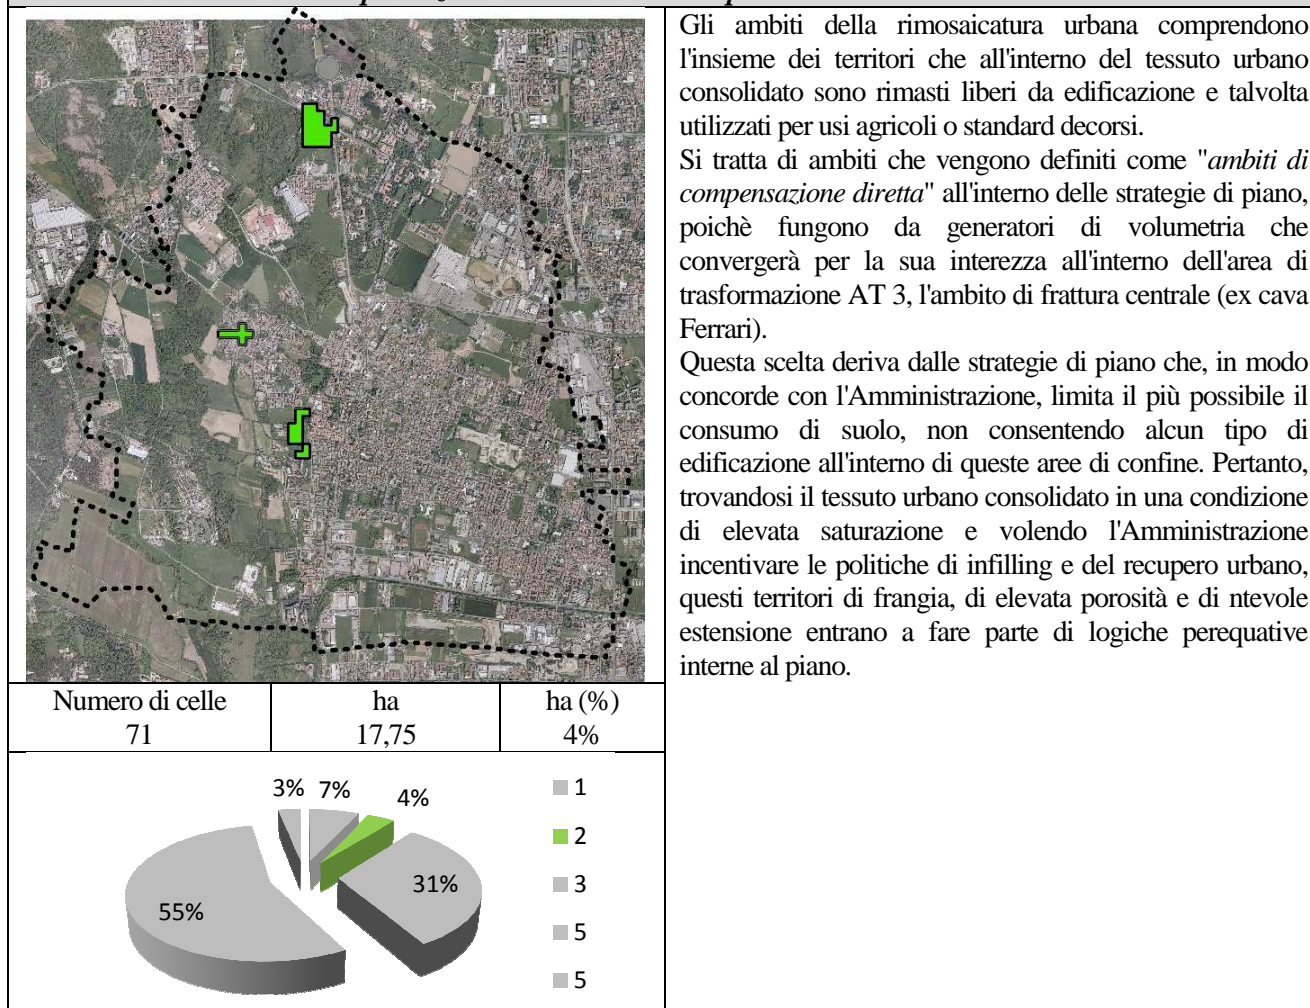 Gli ambiti della rimosaicatura urbana comprendono
l'insieme dei territori che all'interno del tessuto urbano
consolidato sono rimasti liberi da edificazione e talvolta
utilizzati per usi agricoli o standard decorsi.
Si tratta di ambiti che vengono definiti come "ambiti di
compensazione diretta" all'interno delle strategie di piano,
poichè fungono da generatori di volumetria che
convergerà per la sua interezza all'interno dell'area di
trasformazione AT 3, l'ambito di frattura centrale (ex cava
Ferrari).
Questa scelta deriva dalle strategie di piano che, in modo
concorde con l'Amministrazione, limita il più possibile il
consumo di suolo, non consentendo alcun tipo di
edificazione all'interno di queste aree di confine. Pertanto,
trovandosi il tessuto urbano consolidato in una condizione
di elevata saturazione e volendo l'Amministrazione
incentivare le politiche di infilling e del recupero urbano,
questi territori di frangia, di elevata porosità e di ntevole
estensione entrano a fare parte di logiche perequative
interne al piano.
Numero di celle ha ha (%)
71 17,75 4%
3% 7% 4%
31%
55%
1
2
3
5
5